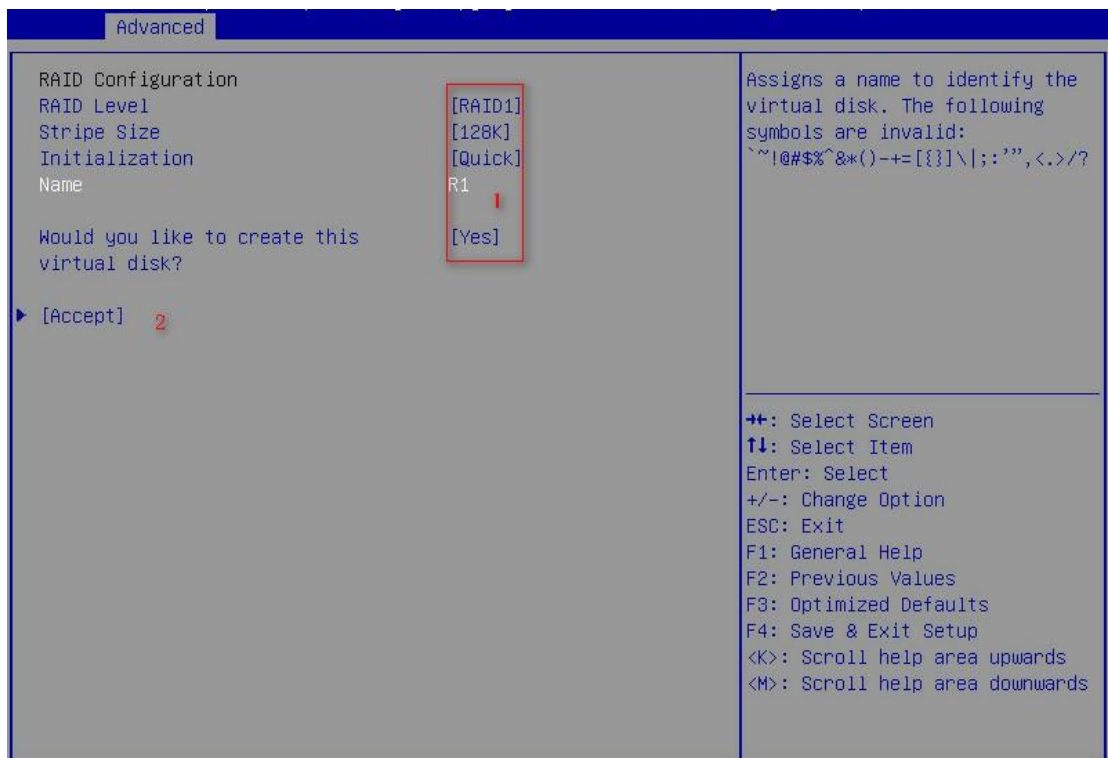 Advanced
RAID Configuration
RAID Level [RAID1]
Stripe Size [128K]
Initialization [Quick]
Name R1
1
Would you like to create this [Yes]
virtual disk?
[Accept] 2
Assigns a name to identify the
virtual disk. The following
symbols are invalid:
`~!@#$%^&*()-+=[{}]\|;:'”,<.>/?
→←: Select Screen
↑↓: Select Item
Enter: Select
+/-: Change Option
ESC: Exit
F1: General Help
F2: Previous Values
F3: Optimized Defaults
F4: Save & Exit Setup
<K>: Scroll help area upwards
<M>: Scroll help area downwards